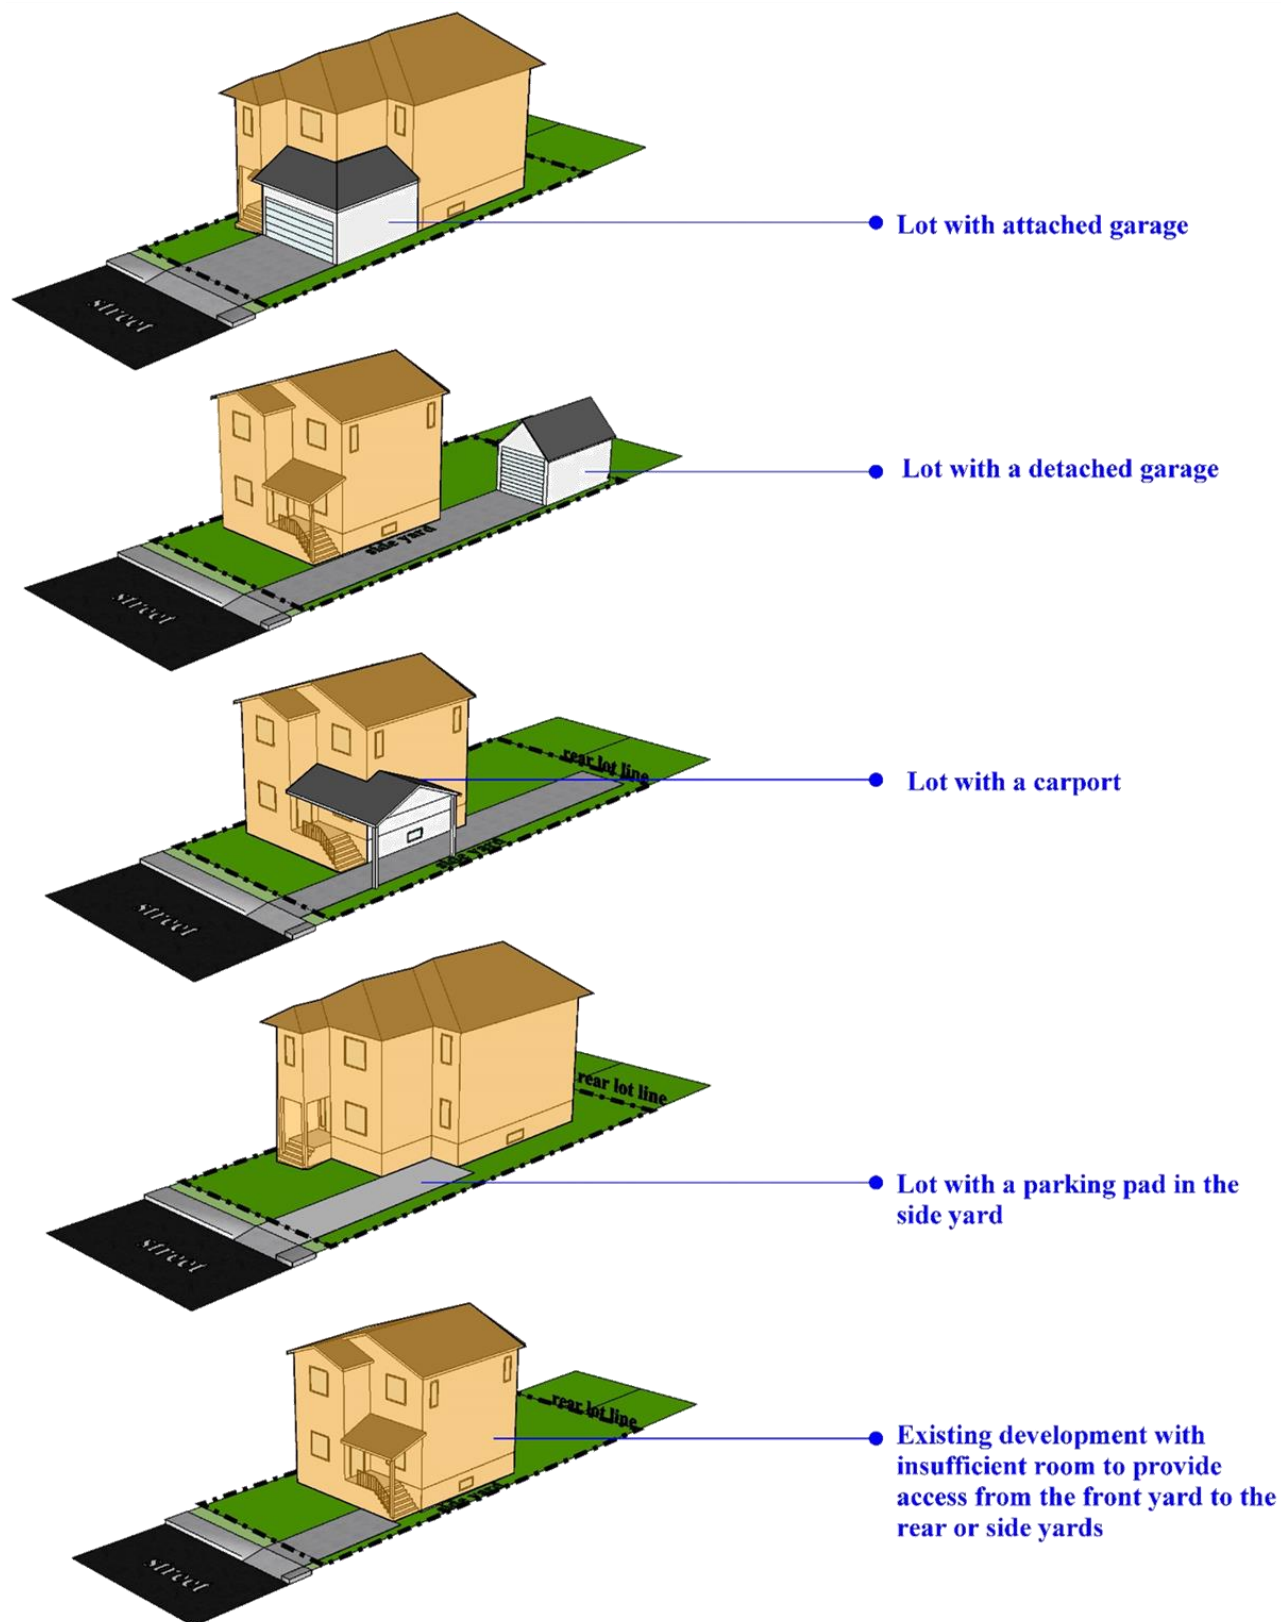 Lot with attached garage
street
Lot with a detached garage
side yard
street
rear lot line
Lot with a carport
side yard
street
rear lot line
Lot with a parking pad in the
side yard
street
rear lot line
Existing development with
insufficient room to provide
access from the front yard to the
rear or side yards
side yard
street